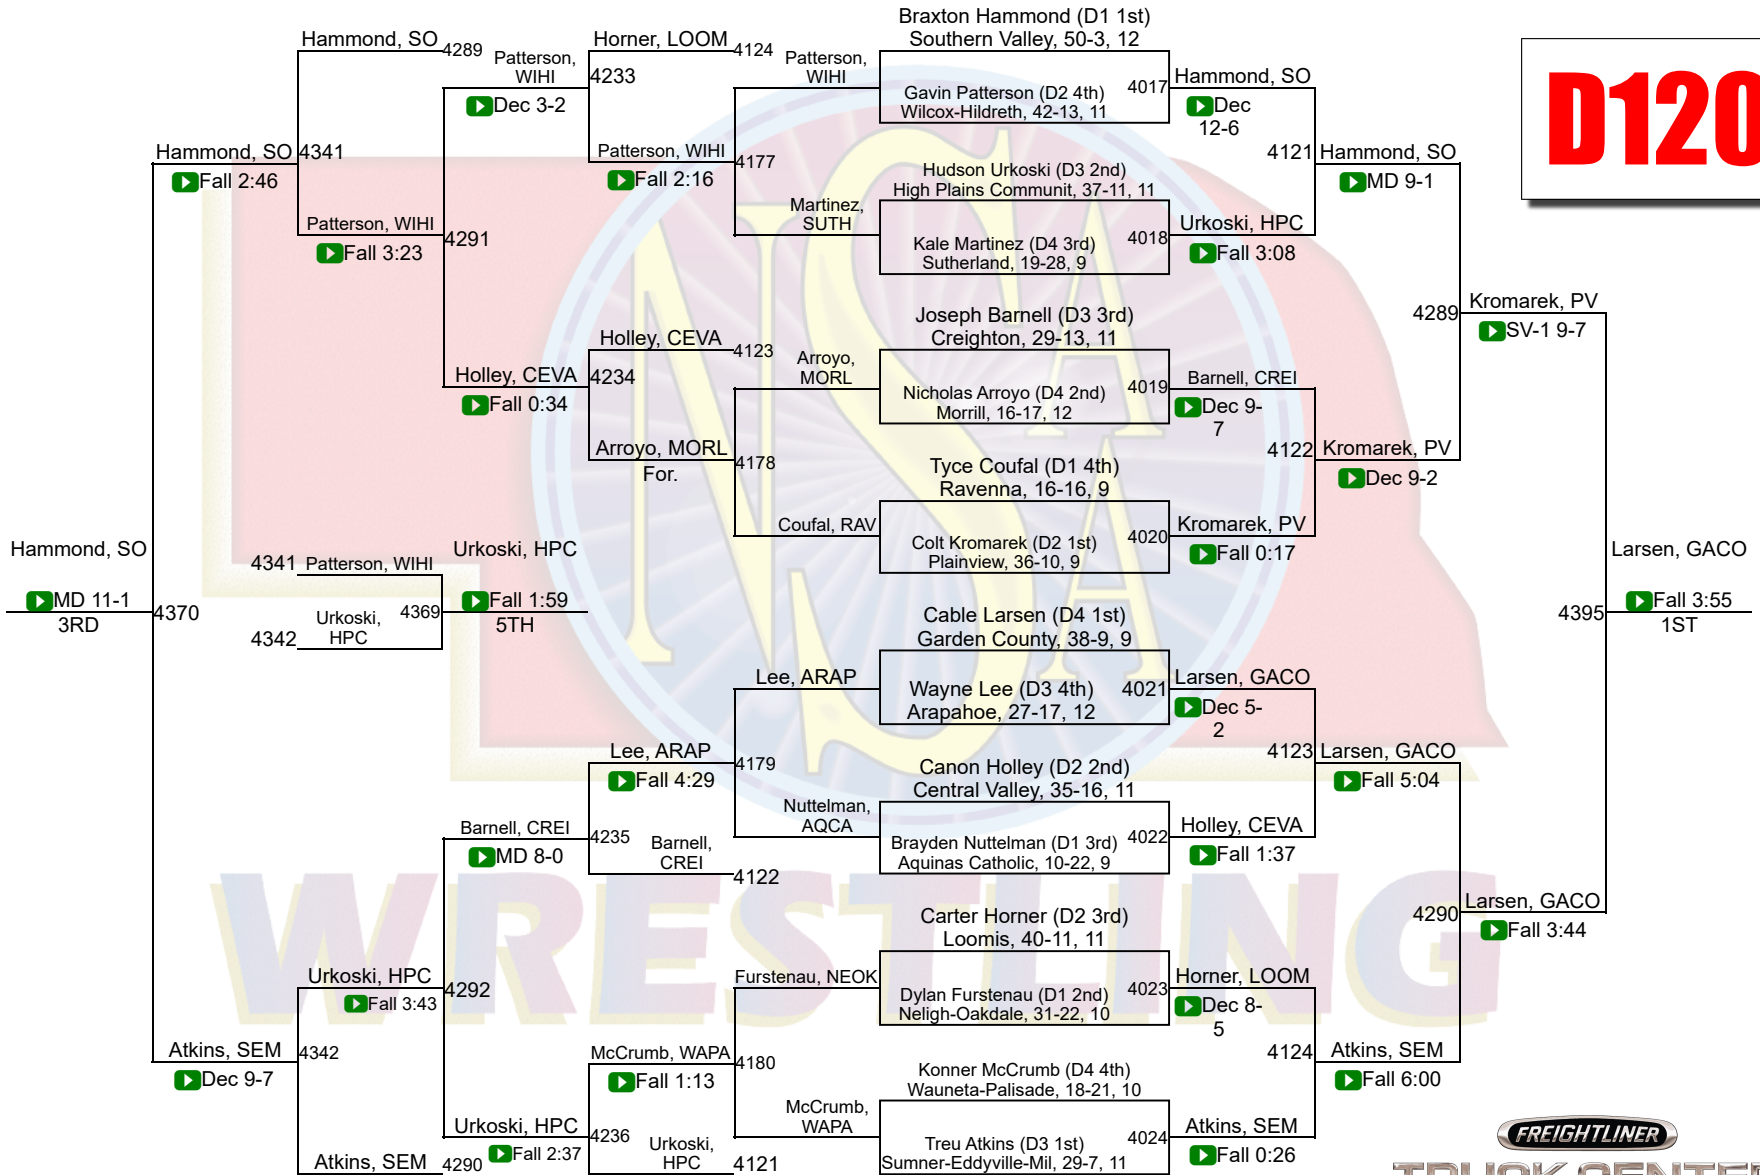 Braxton Hammond (D1 1st)
Southern Valley, 50-3, 12
Gavin Patterson (D2 4th)
Wilcox-Hildreth, 42-13, 11
4017
Hudson Urkoski (D3 2nd)
High Plains Communit, 37-11, 11
Kale Martinez (D4 3rd)
Sutherland, 19-28, 9
4018
Joseph Barnell (D3 3rd)
Creighton, 29-13, 11
Nicholas Arroyo (D4 2nd)
Morrill, 16-17, 12
4019
Tyce Coufal (D1 4th)
Ravenna, 16-16, 9
Colt Kromarek (D2 1st)
Plainview, 36-10, 9
4020
Cable Larsen (D4 1st)
Garden County, 38-9, 9
Wayne Lee (D3 4th)
Arapahoe, 27-17, 12
4021
Canon Holley (D2 2nd)
Central Valley, 35-16, 11
Brayden Nuttelman (D1 3rd)
Aquinas Catholic, 10-22, 9
4022
Carter Horner (D2 3rd)
Loomis, 40-11, 11
Dylan Furstenau (D1 2nd)
Neligh-Oakdale, 31-22, 10
4023
Konner McCrumb (D4 4th)
Wauneta-Palisade, 18-21, 10
Treu Atkins (D3 1st)
Sumner-Eddyville-Mil, 29-7, 11
4024
Hammond, SO
Dec
12-6
4121
Urkoski, HPC
Fall 3:08
Barnell, CREI
Dec 9-
7
4122
Kromarek, PV
Fall 0:17
Larsen, GACO
Dec 5-
2
4123
Holley, CEVA
Fall 1:37
Horner, LOOM
Dec 8-
5
4124
Atkins, SEM
Fall 0:26
Hammond, SO
MD 9-1
4289
Kromarek, PV
Dec 9-2
Larsen, GACO
Fall 5:04
4290
Atkins, SEM
Fall 6:00
Kromarek, PV
SV-1 9-7
4395
Larsen, GACO
Fall 3:44
Larsen, GACO
Fall 3:55
1ST
Patterson,
WIHI
4177
Martinez,
SUTH
Arroyo,
MORL
4178
Coufal, RAV
Lee, ARAP
4179
Nuttelman,
AQCA
Furstenau, NEOK
4180
McCrumb,
WAPA
Horner, LOOM
4124
4233
Patterson, WIHI
Fall 2:16
Holley, CEVA
4123
4234
Arroyo, MORL
For.
Lee, ARAP
Fall 4:29
4235
Barnell,
CREI
4122
McCrumb, WAPA
Fall 1:13
4236
Urkoski,
HPC
4121
Patterson,
WIHI
Dec 3-2
4291
Holley, CEVA
Fall 0:34
Barnell, CREI
MD 8-0
4292
Urkoski, HPC
Fall 2:37
Hammond, SO
4289
4341
Patterson, WIHI
Fall 3:23
Urkoski, HPC
Fall 3:43
4342
Atkins, SEM
4290
Hammond, SO
Fall 2:46
4370
Atkins, SEM
Dec 9-7
Hammond, SO
MD 11-1
3RD
4341
Patterson, WIHI
4369
4342
Urkoski,
HPC
Urkoski, HPC
Fall 1:59
5TH
D120
NSAA
WRESTLING
FREIGHTLINER
TRUCK CENTER